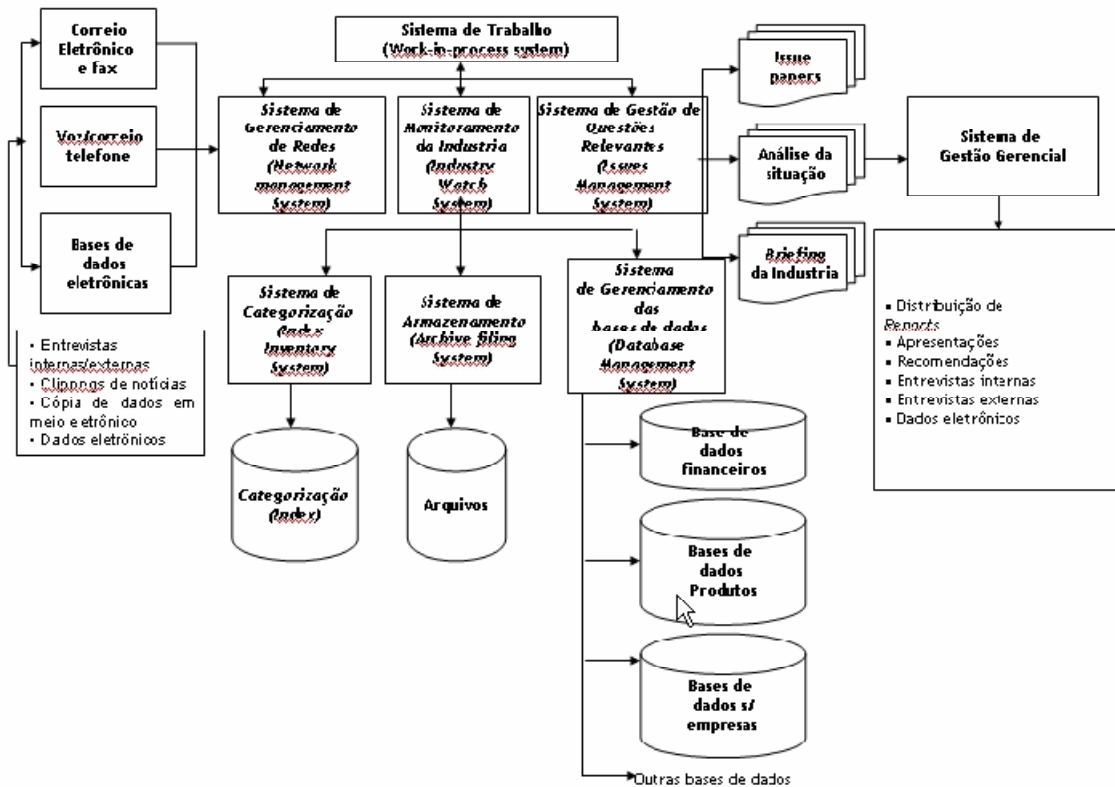 Correio
Eletrônico
e fax
Voz/correio
telefone
Bases de
dados
eletrônicas
• Entrevistas
internas/externas
• Clippngs de notícias
• Cópia de dados em
meio eetrônico
• Dados eletrônicos
Sistema de Trabalho
(Work-in-process system)
Sistema de
Gerenciamento
de Redes
(Network
management
System)
Sistema de
Monitoramento
da Industria
(Industry
Watch
System)
Sistema de Gestão de
Questões
Relevantes
(Issues
Management
System)
Sistema de
Categorização
(Index
Inventory
System)
Sistema de
Armazenamento
(Archive filing
System)
Sistema
de Gerenciamento
das
bases de dados
(Database
Management
System)
Categorização
(Index)
Arquivos
Base de
dados
financeiros
Bases de
dados
Produtos
Bases de
dados s/
empresas
Outras bases de dados
Issue
papers
Análise da
situação
Briefing
da Industria
Sistema de
Gestão Gerencial
▪ Distribuição de
Reports
▪ Apresentações
▪ Recomendações
▪ Entrevistas internas
▪ Entrevistas externas
▪ Dados eletrônicos